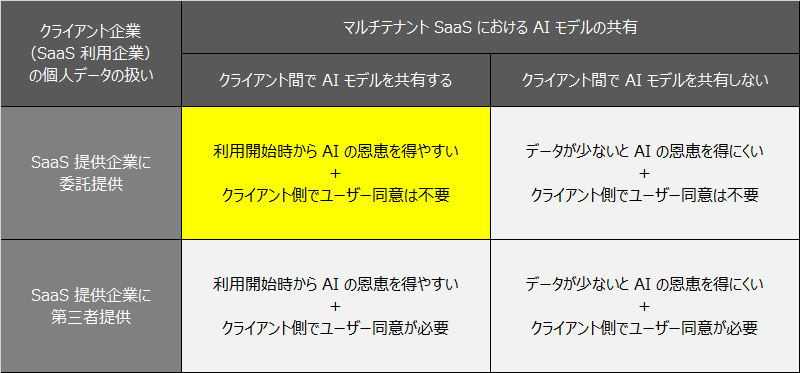 クライアント企業
（SaaS 利用企業）
の個人データの扱い
マルチテナント SaaS における AI モデルの共有
クライアント間で AI モデルを共有する
クライアント間で AI モデルを共有しない
SaaS 提供企業に
委託提供
利用開始時から AI の恩恵を得やすい
+
クライアント側でユーザー同意は不要
データが少ないと AI の恩恵を得にくい
+
クライアント側でユーザー同意は不要
SaaS 提供企業に
第三者提供
利用開始時から AI の恩恵を得やすい
+
クライアント側でユーザー同意が必要
データが少ないと AI の恩恵を得にくい
+
クライアント側でユーザー同意が必要